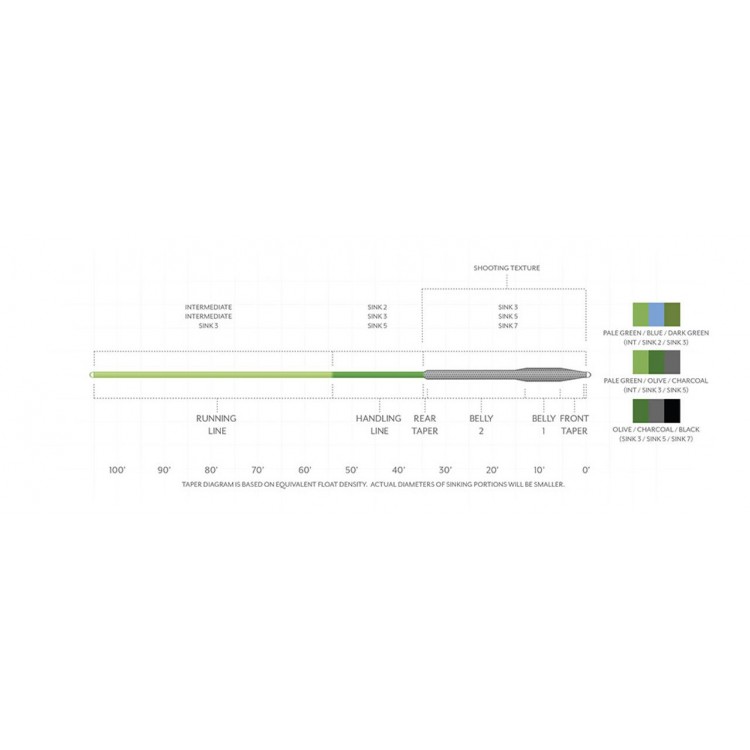 SHOOTING TEXTURE
INTERMEDIATE
INTERMEDIATE
SINK 3
SINK 2
SINK 3
SINK 5
SINK 3
SINK 5
SINK 7
PALE GREEN / BLUE / DARK GREEN
(INT / SINK 2 / SINK 3)
PALE GREEN / OLIVE / CHARCOAL
(INT / SINK 3 / SINK 5)
OLIVE / CHARCOAL / BLACK
(SINK 3 / SINK 5 / SINK 7)
RUNNING
LINE
HANDLING
LINE
REAR
TAPER
BELLY
2
BELLY
1
FRONT
TAPER
100' 90' 80' 70' 60' 50' 40' 30' 20' 10' 0'
TAPER DIAGRAM IS BASED ON EQUIVALENT FLOAT DENSITY. ACTUAL DIAMETERS OF SINKING PORTIONS WILL BE SMALLER.